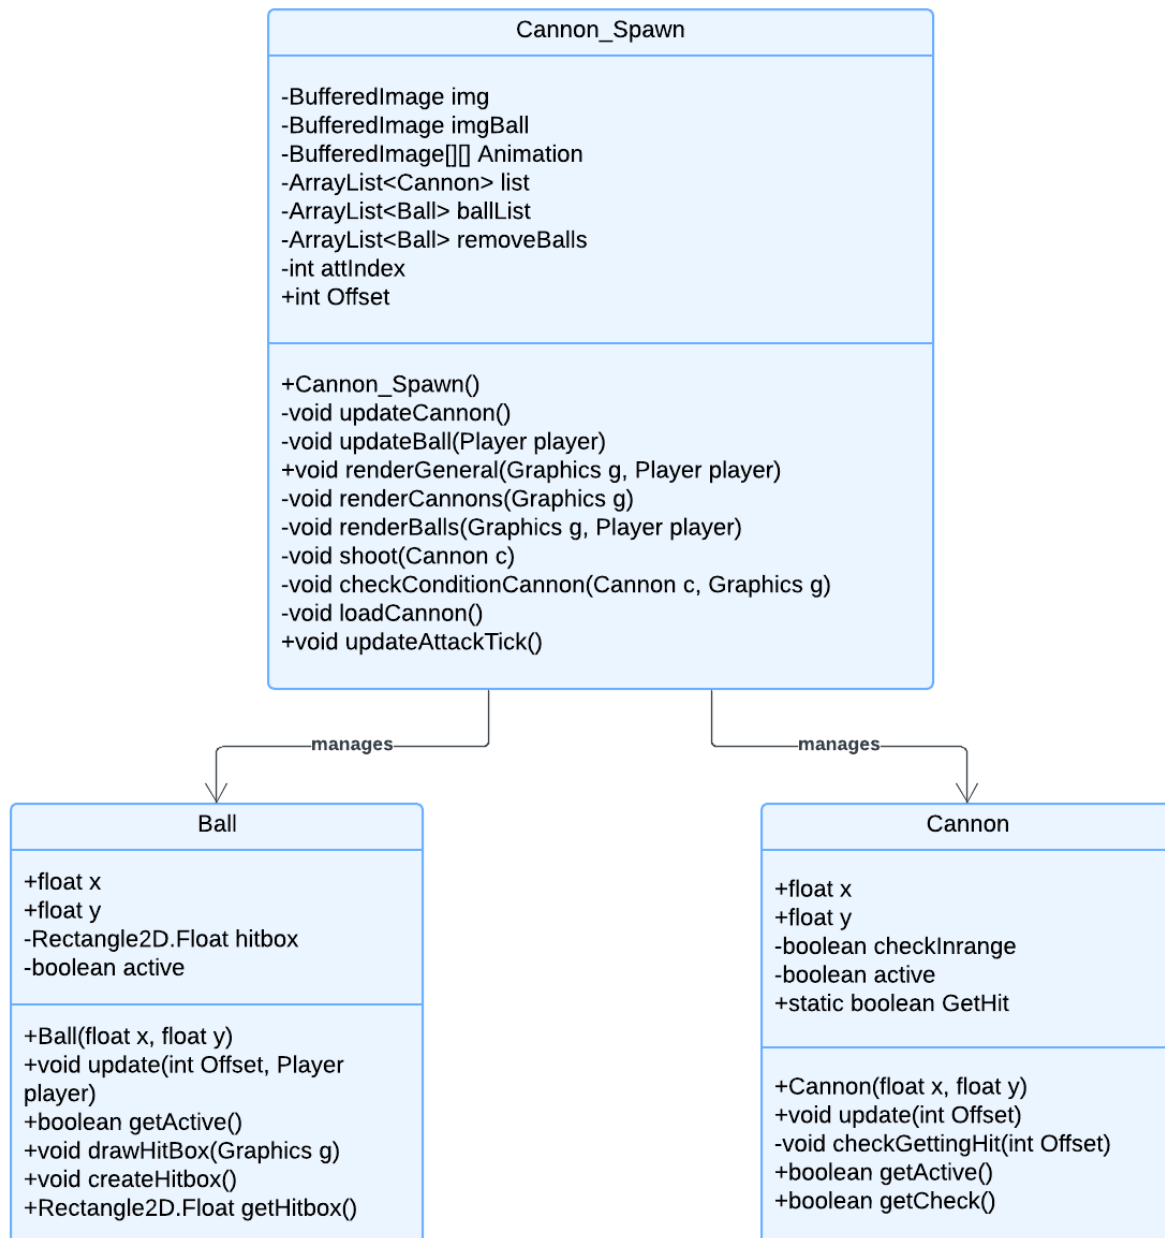 Cannon_Spawn
-BufferedImage img
-BufferedImage imgBall
-BufferedImage[][] Animation
-ArrayList<Cannon> list
-ArrayList<Ball> ballList
-ArrayList<Ball> removeBalls
-int attIndex
+int Offset
+Cannon_Spawn()
-void updateCannon()
-void updateBall(Player player)
+void renderGeneral(Graphics g, Player player)
-void renderCannons(Graphics g)
-void renderBalls(Graphics g, Player player)
-void shoot(Cannon c)
-void checkConditionCannon(Cannon c, Graphics g)
-void loadCannon()
+void updateAttackTick()
manages
manages
Ball
+float x
+float y
-Rectangle2D.Float hitbox
-boolean active
+Ball(float x, float y)
+void update(int Offset, Player
player)
+boolean getActive()
+void drawHitBox(Graphics g)
+void createHitbox()
+Rectangle2D.Float getHitbox()
Cannon
+float x
+float y
-boolean checkInrange
-boolean active
+static boolean GetHit
+Cannon(float x, float y)
+void update(int Offset)
-void checkGettingHit(int Offset)
+boolean getActive()
+boolean getCheck()